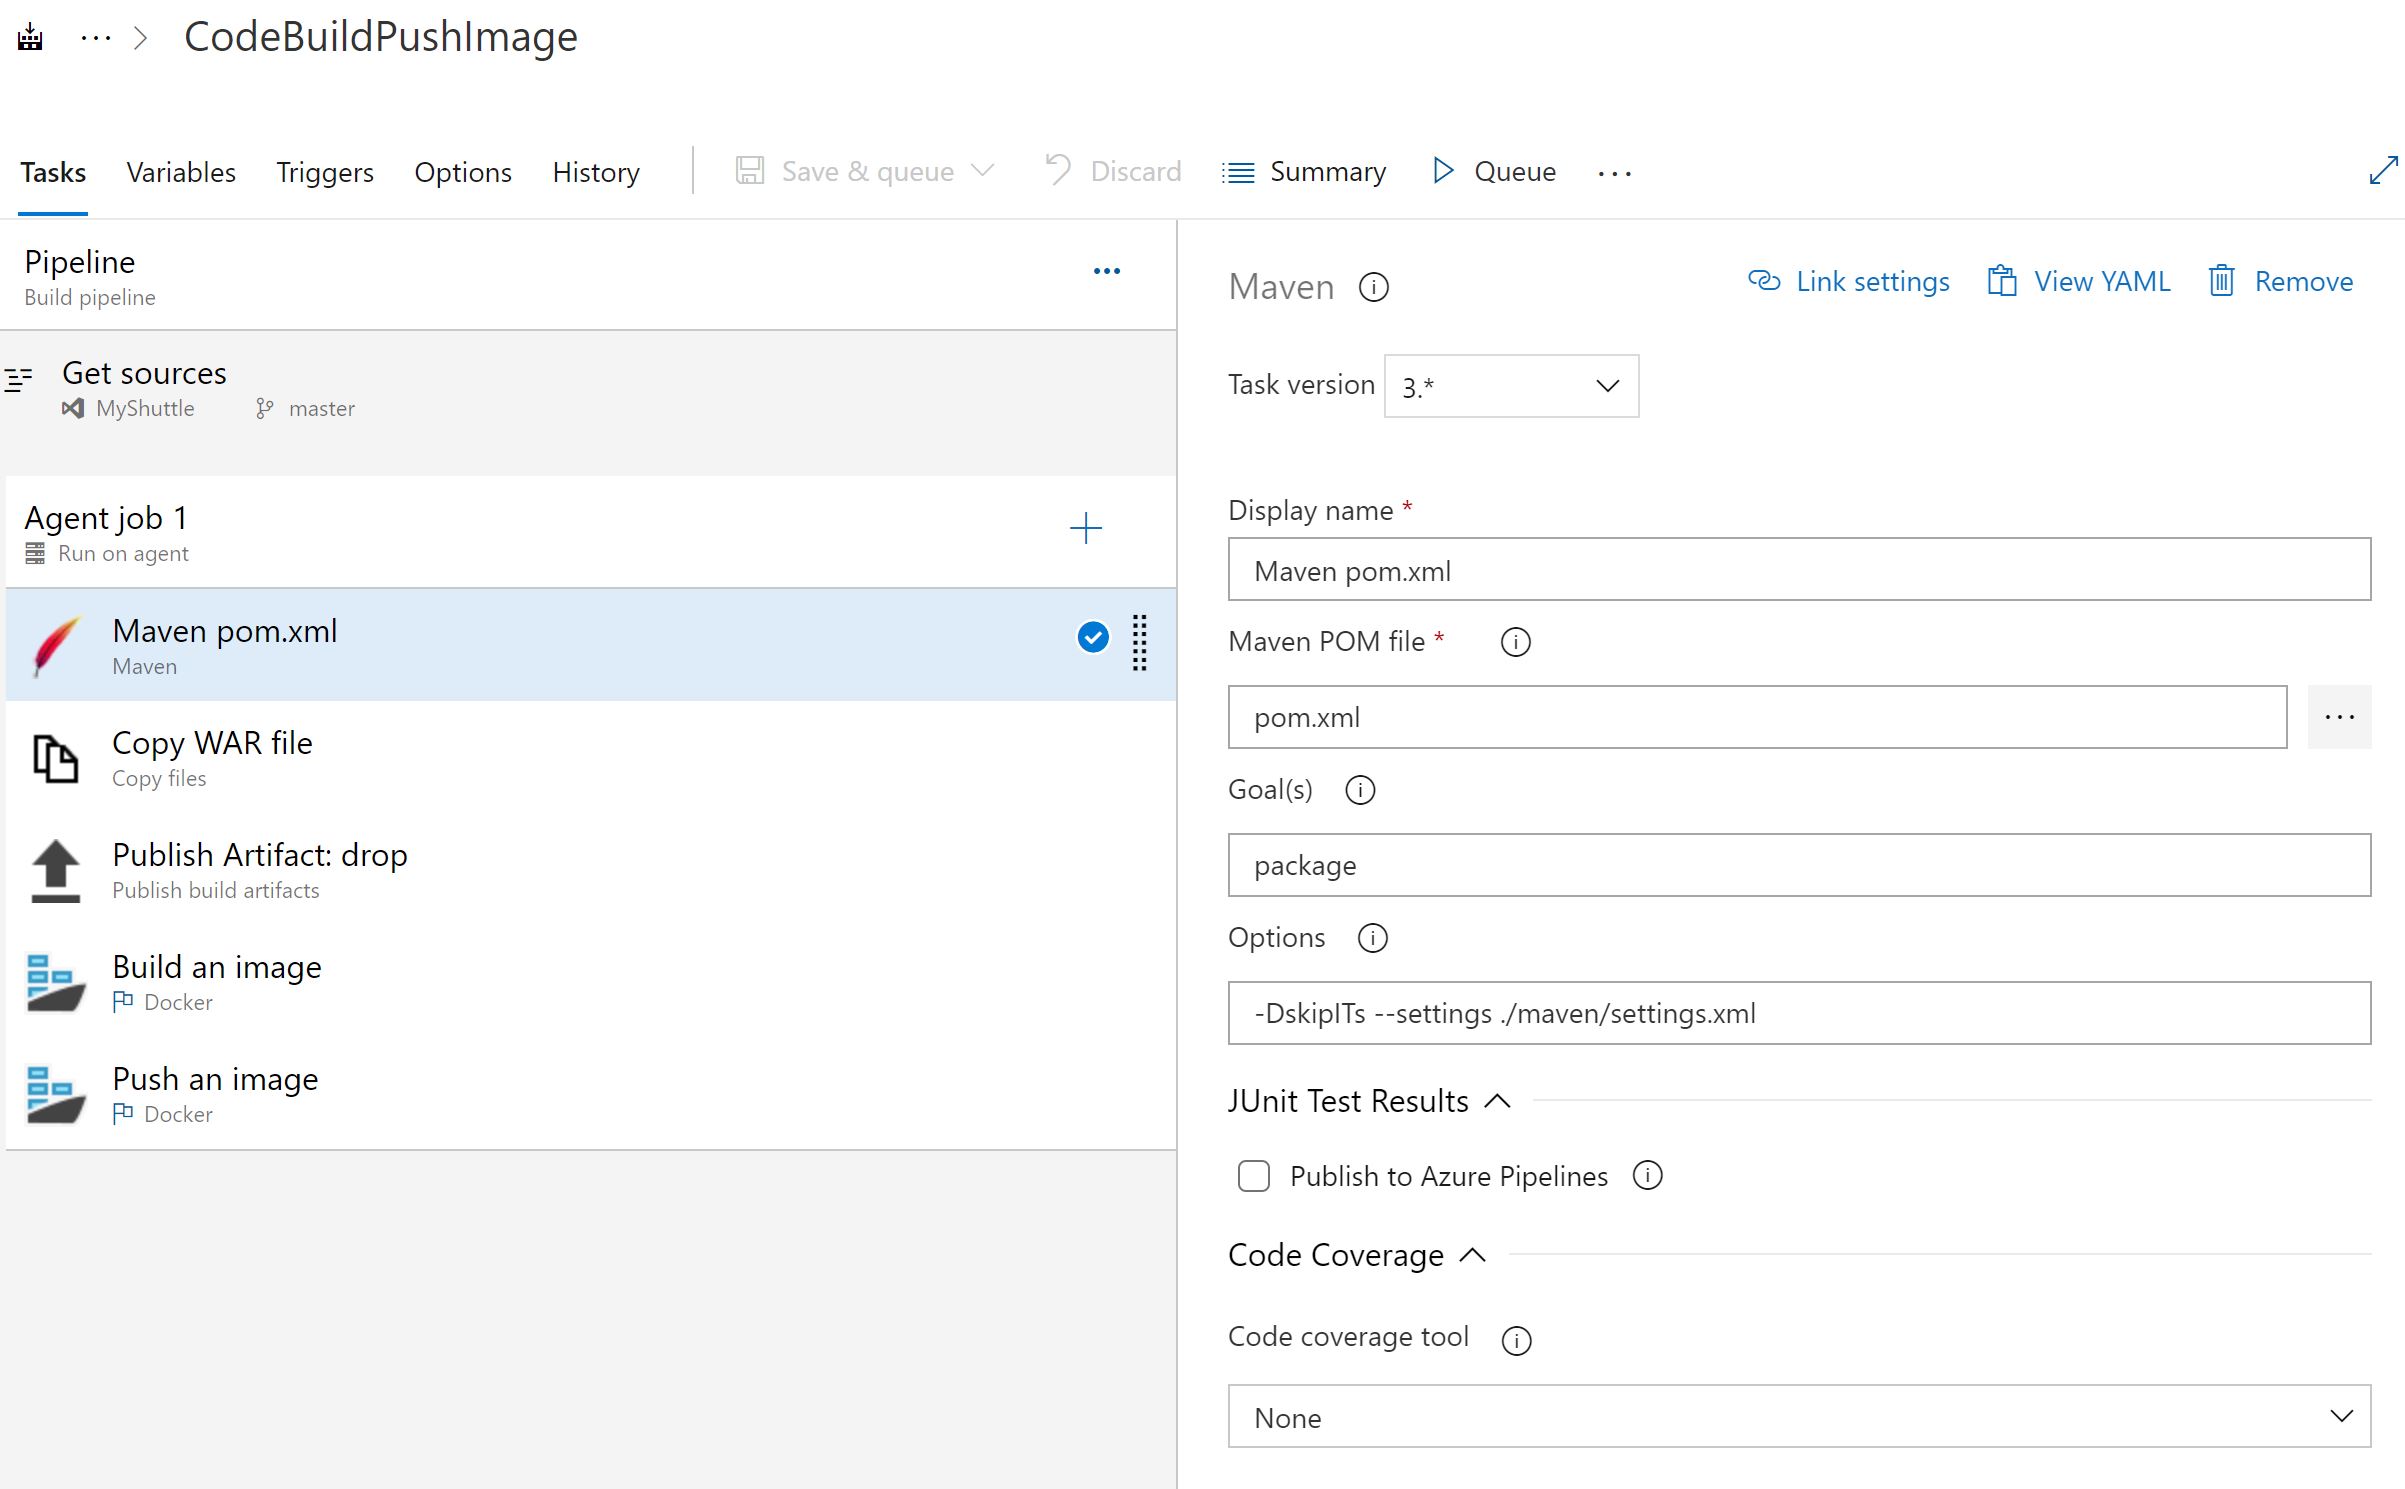 CodeBuildPushImage
Tasks Variables Triggers Options History Save & queue Discard Summary Queue
Pipeline
Build pipeline
Get sources
MyShuttle master
Agent job 1
Run on agent
Maven pom.xml
Maven
Copy WAR file
Copy files
Publish Artifact: drop
Publish build artifacts
Build an image
Docker
Push an image
Docker
Maven
Link settings View YAML Remove
Task version 3.*
Display name *
Maven pom.xml
Maven POM file *
pom.xml
Goal(s)
package
Options
-DskipITs --settings ./maven/settings.xml
JUnit Test Results
Publish to Azure Pipelines
Code Coverage
Code coverage tool
None